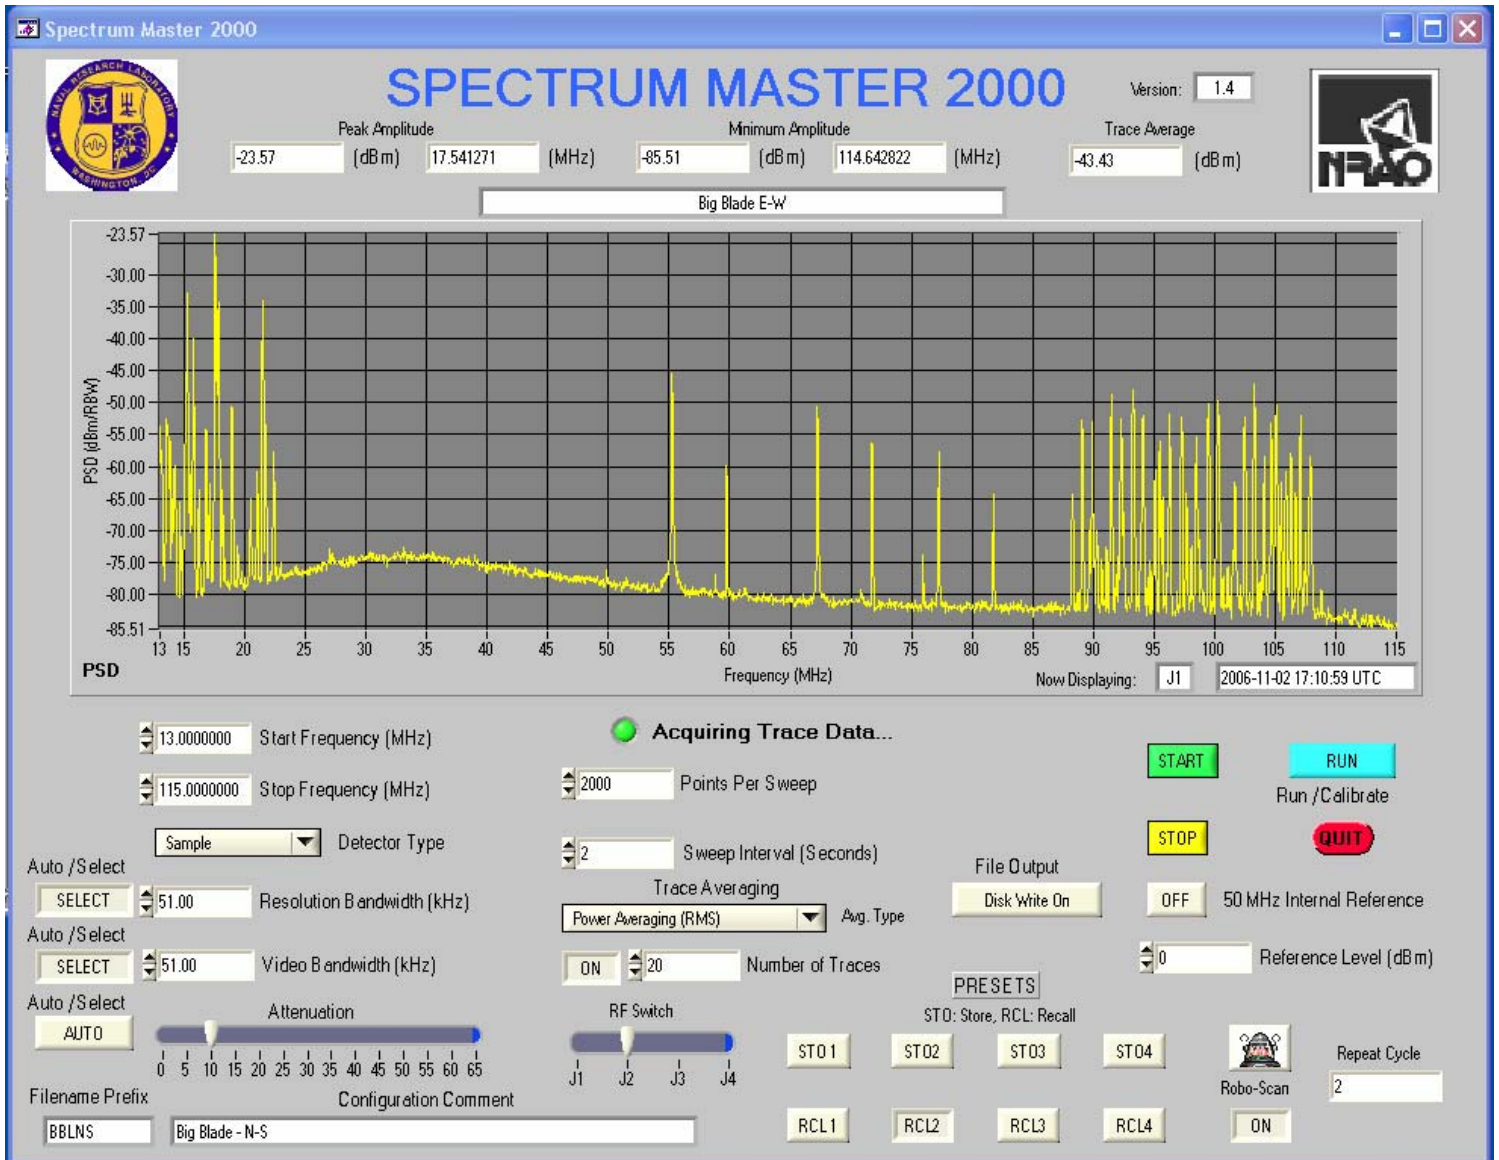 Spectrum Master 2000
SPECTRUM MASTER 2000
Version: 1.4
NAVAL RESEARCH LABORATORY
WASHINGTON, DC
NRAO
Peak Amplitude
Minimum Amplitude
Trace Average
-23.57 (dBm) 17.541271 (MHz) -85.51 (dBm) 114.642822 (MHz) -43.43 (dBm)
Big Blade E-W
-23.57
-30.00
-35.00
-40.00
-45.00
-50.00
-55.00
-60.00
-65.00
-70.00
-75.00
-80.00
-85.51
PSD (dBm/RBW)
13 15 20 25 30 35 40 45 50 55 60 65 70 75 80 85 90 95 100 105 110 115
PSD
Frequency (MHz)
Now Displaying: J1 2006-11-02 17:10:59 UTC
13.0000000 Start Frequency (MHz)
115.0000000 Stop Frequency (MHz)
Sample Detector Type
Auto /Select
SELECT 51.00 Resolution Bandwidth (kHz)
Auto /Select
SELECT 51.00 Video Bandwidth (kHz)
Auto /Select
AUTO
Attenuation
0 5 10 15 20 25 30 35 40 45 50 55 60 65
Filename Prefix
BBLNS
Configuration Comment
Big Blade - N-S
Acquiring Trace Data...
2000 Points Per Sweep
2 Sweep Interval (Seconds)
Trace Averaging
Power Averaging (RMS) Avg. Type
ON 20 Number of Traces
RF Switch
J1 J2 J3 J4
START
RUN
Run /Calibrate
STOP
QUIT
File Output
Disk Write On
OFF 50 MHz Internal Reference
0 Reference Level (dBm)
PRESETS
STO: Store, RCL: Recall
STO1 STO2 STO3 STO4
RCL1 RCL2 RCL3 RCL4
Robo-Scan
ON
Repeat Cycle
2